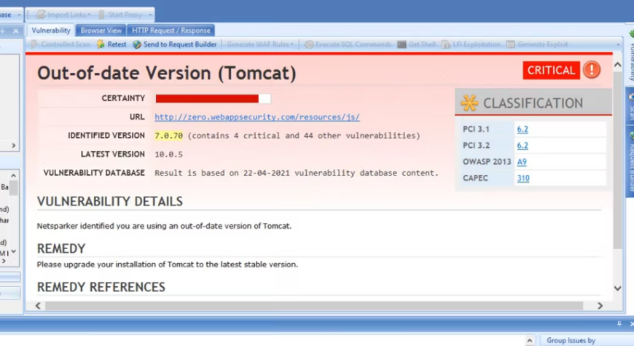 Import Links Start Proxy
Vulnerability Browser View HTTP Request / Response
Controlled Scan Retest Send to Request Builder Generate WAF Rules Execute SQL Commands Get Shell LFI Exploitation Generate Exploit
Out-of-date Version (Tomcat)
CRITICAL
CERTAINTY
URL http://zero.webappsecurity.com/resources/js/
IDENTIFIED VERSION 7.0.70 (contains 4 critical and 44 other vulnerabilities)
LATEST VERSION 10.0.5
VULNERABILITY DATABASE Result is based on 22-04-2021 vulnerability database content.
CLASSIFICATION
PCI 3.1 6.2
PCI 3.2 6.2
OWASP 2013 A9
CAPEC 310
VULNERABILITY DETAILS
Netsparker identified you are using an out-of-date version of Tomcat.
REMEDY
Please upgrade your installation of Tomcat to the latest stable version.
REMEDY REFERENCES
Group Issues by